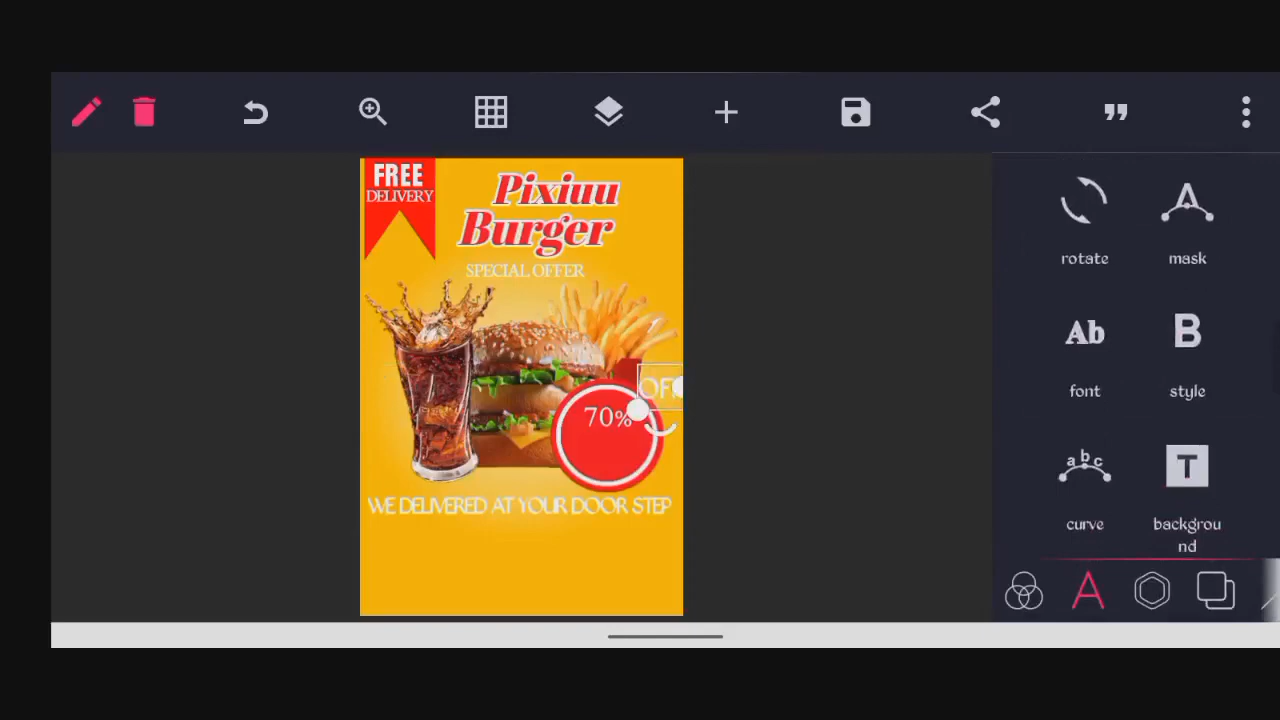 FREE
DELIVERY
Pixiuu
Burger
SPECIAL OFFER
70%
WE DELIVERED AT YOUR DOOR STEP
rotate
mask
Ab
font
B
style
abc
curve
T
backgrou
nd
A